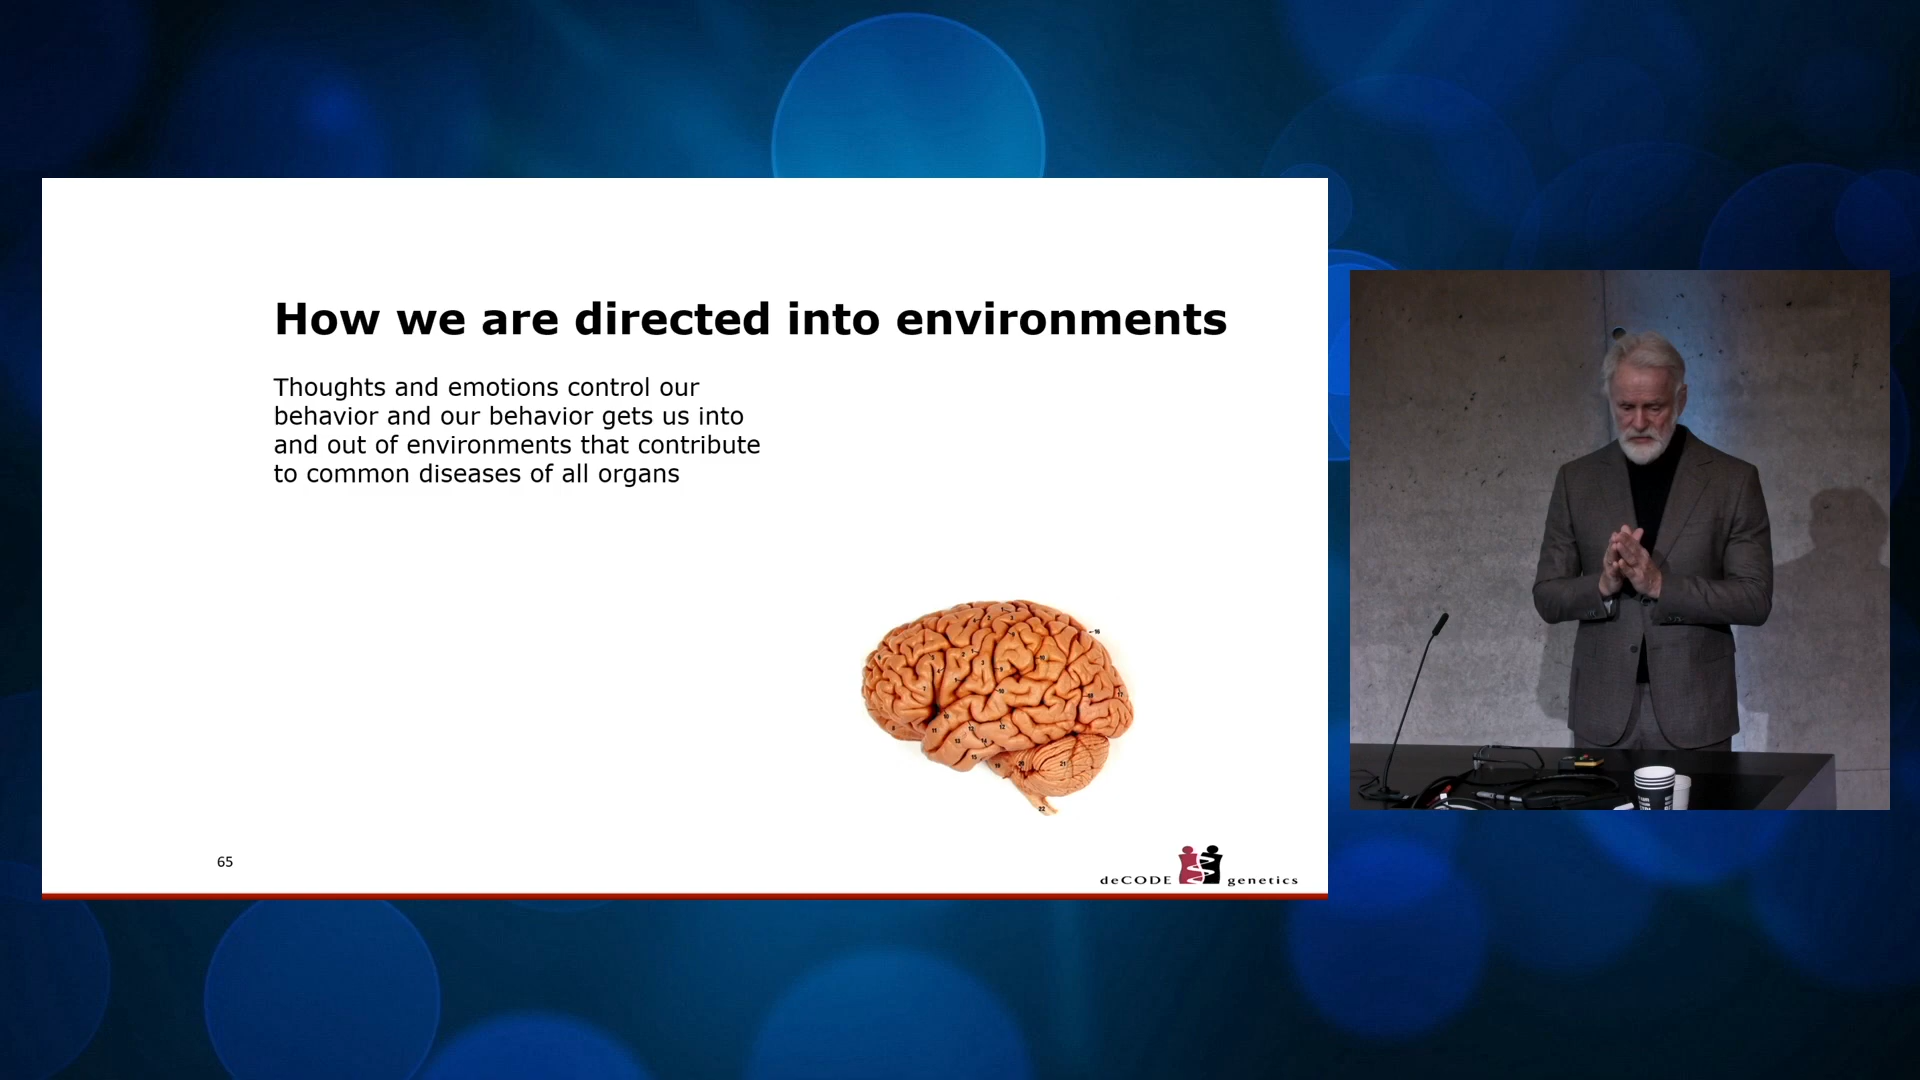 How we are directed into environments
Thoughts and emotions control our
behavior and our behavior gets us into
and out of environments that contribute
to common diseases of all organs
65
deCODE genetics